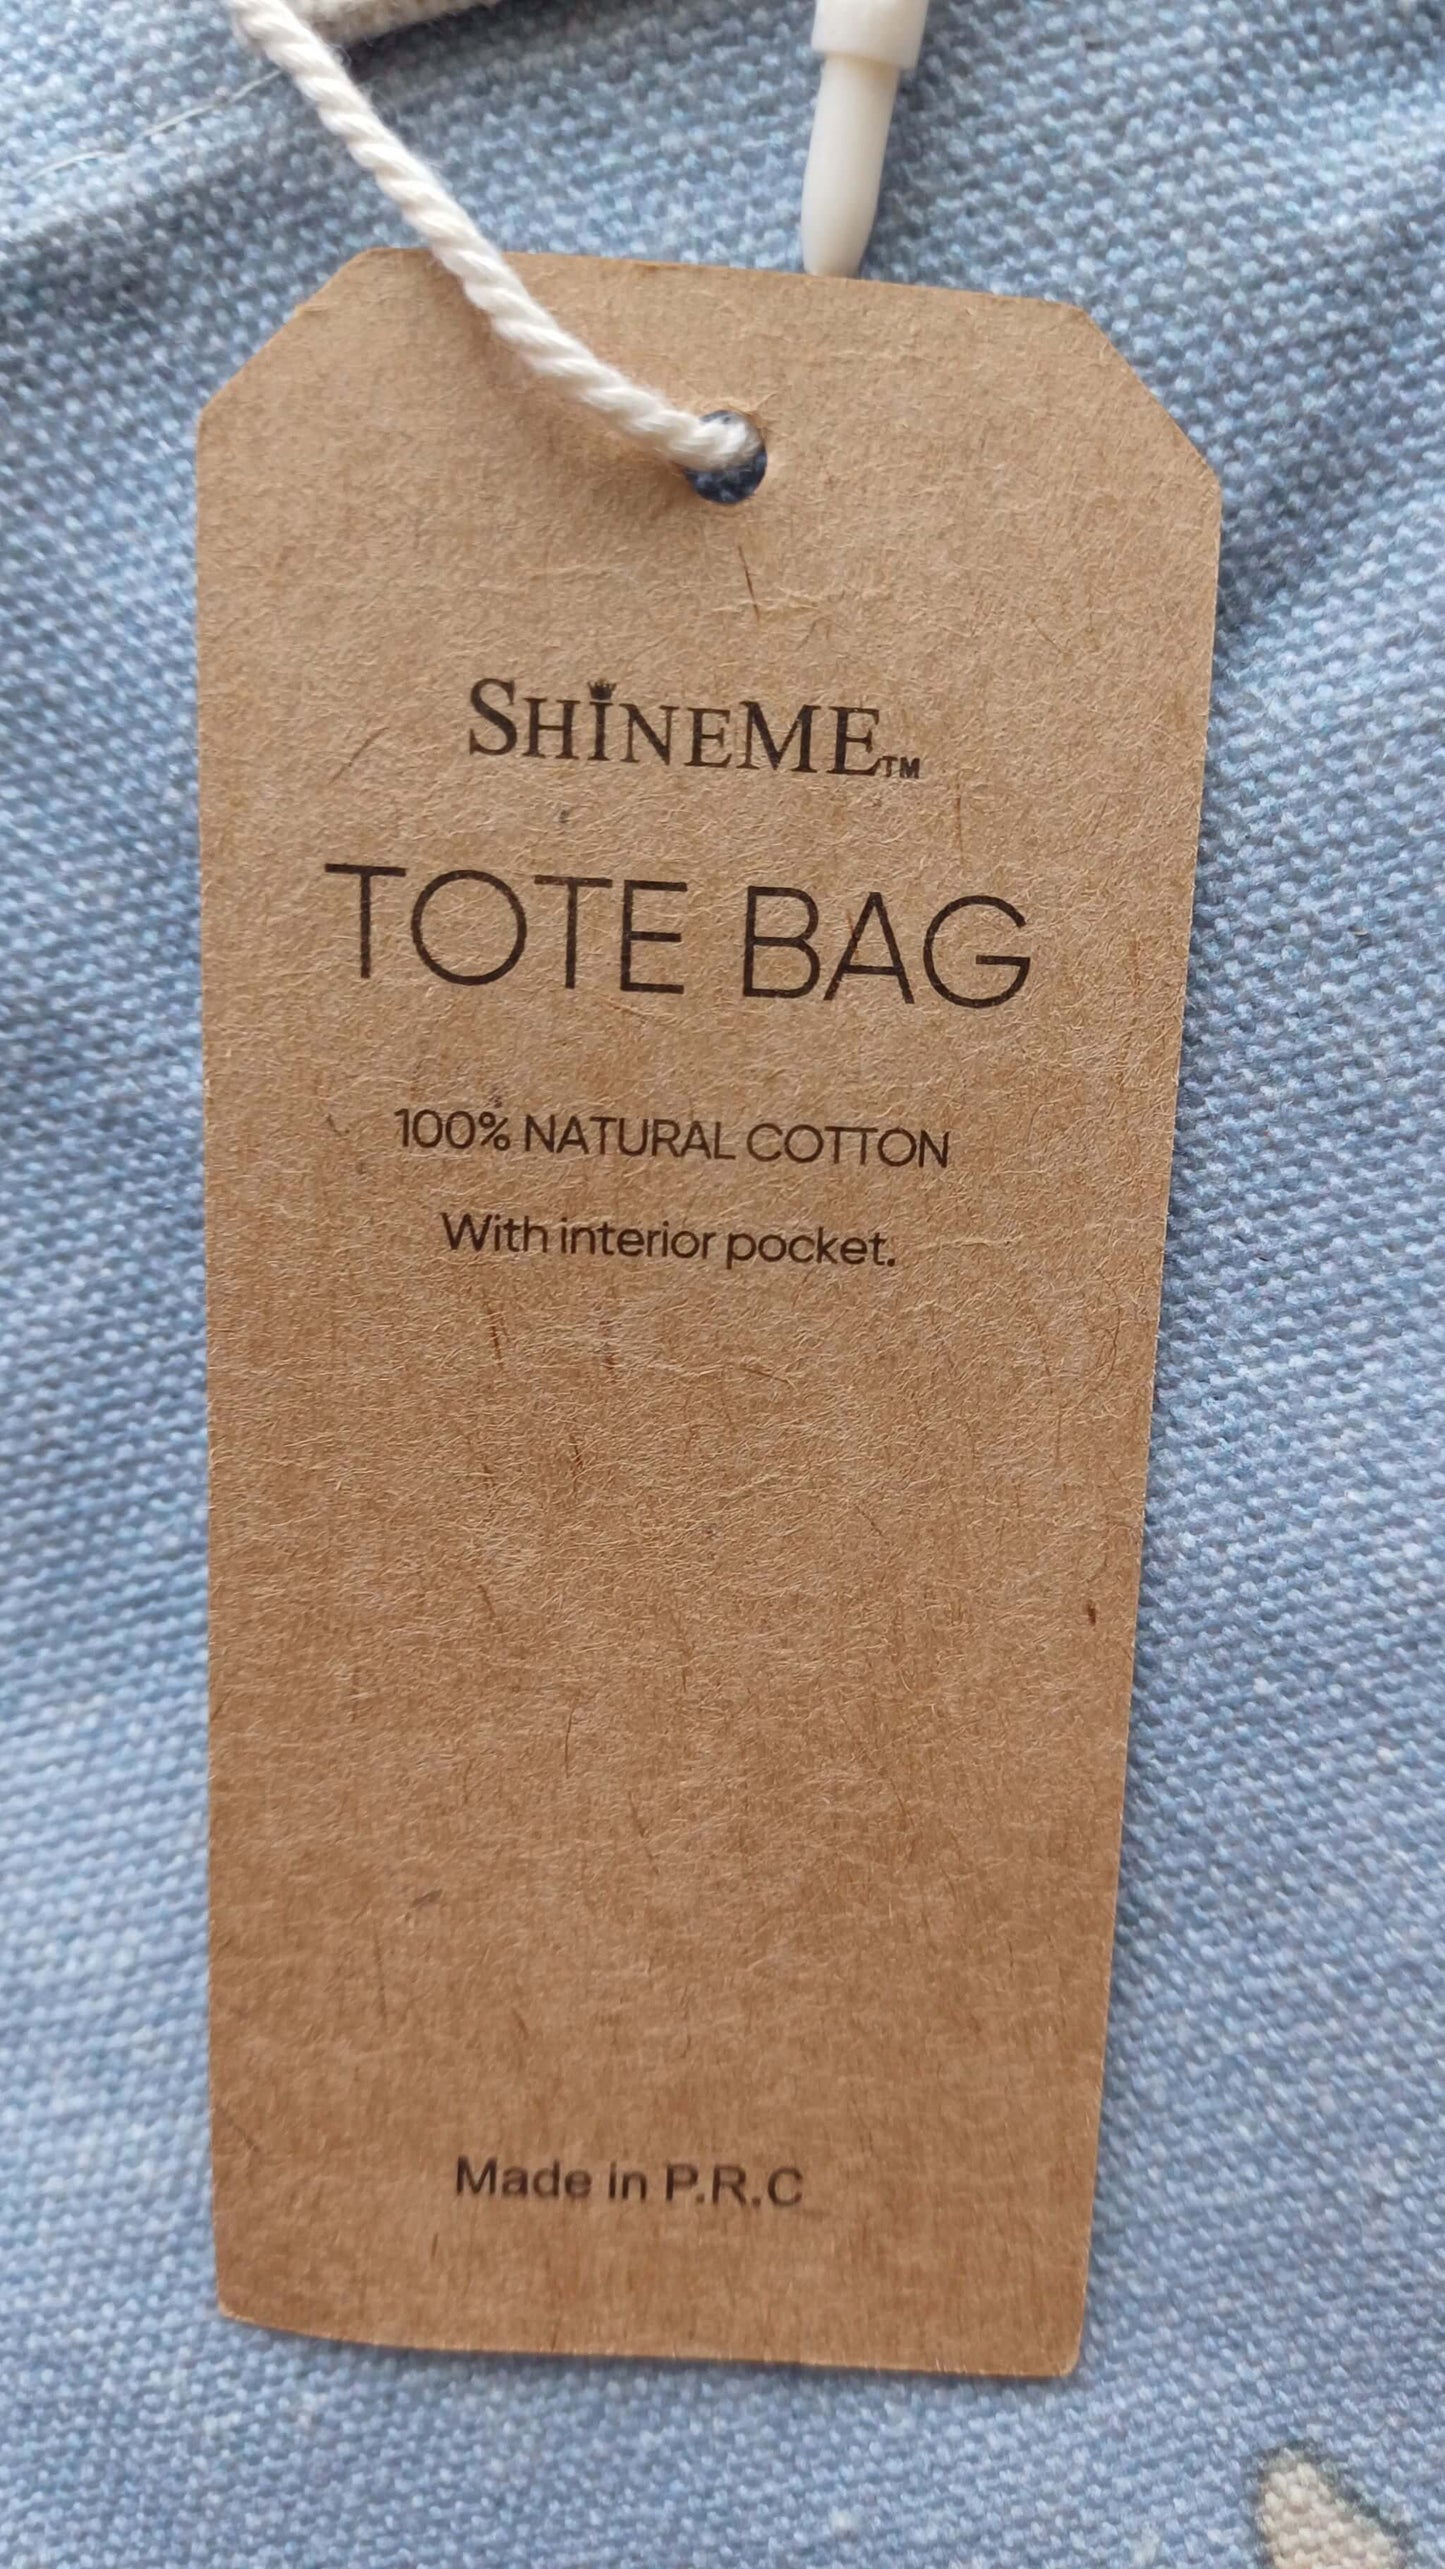 SHINEME™
TOTE BAG
100% NATURAL COTTON
With interior pocket.
Made in P.R.C